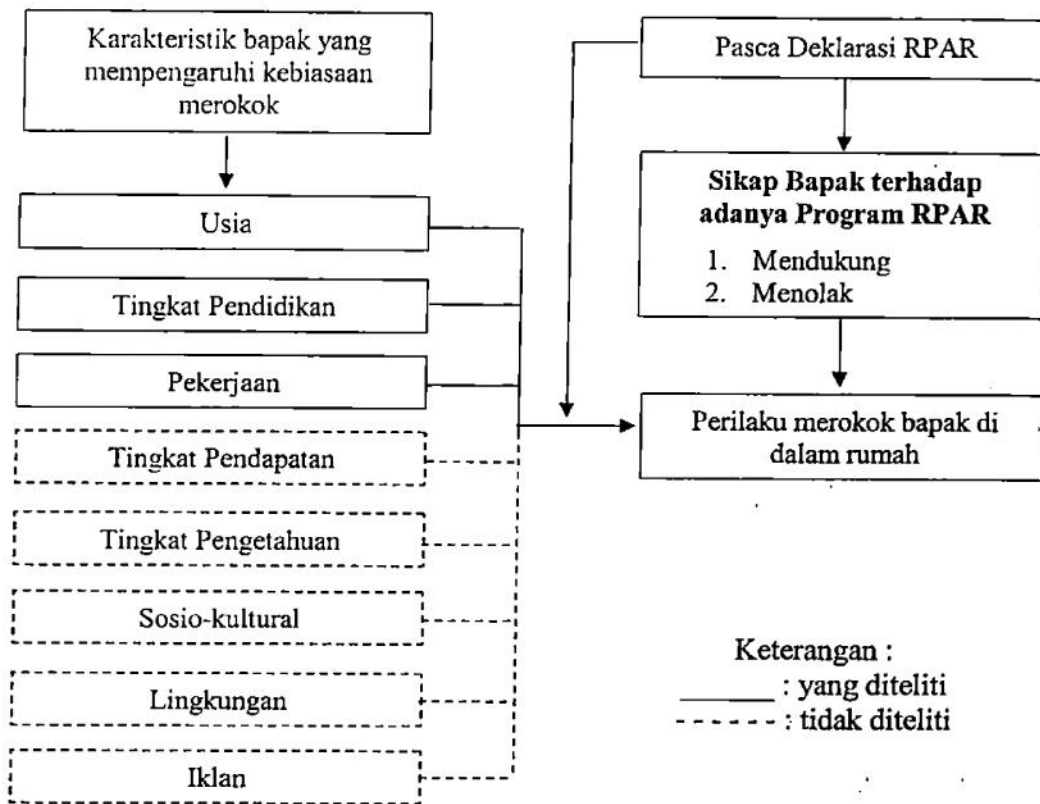 Karakteristik bapak yang
mempengaruhi kebiasaan
merokok
Usia
Tingkat Pendidikan
Pekerjaan
Tingkat Pendapatan
Tingkat Pengetahuan
Sosio-kultural
Lingkungan
Iklan
Pasca Deklarasi RPAR
Sikap Bapak terhadap
adanya Program RPAR
1. Mendukung
2. Menolak
Perilaku merokok bapak di
dalam rumah
Keterangan :
: yang diteliti
: tidak diteliti